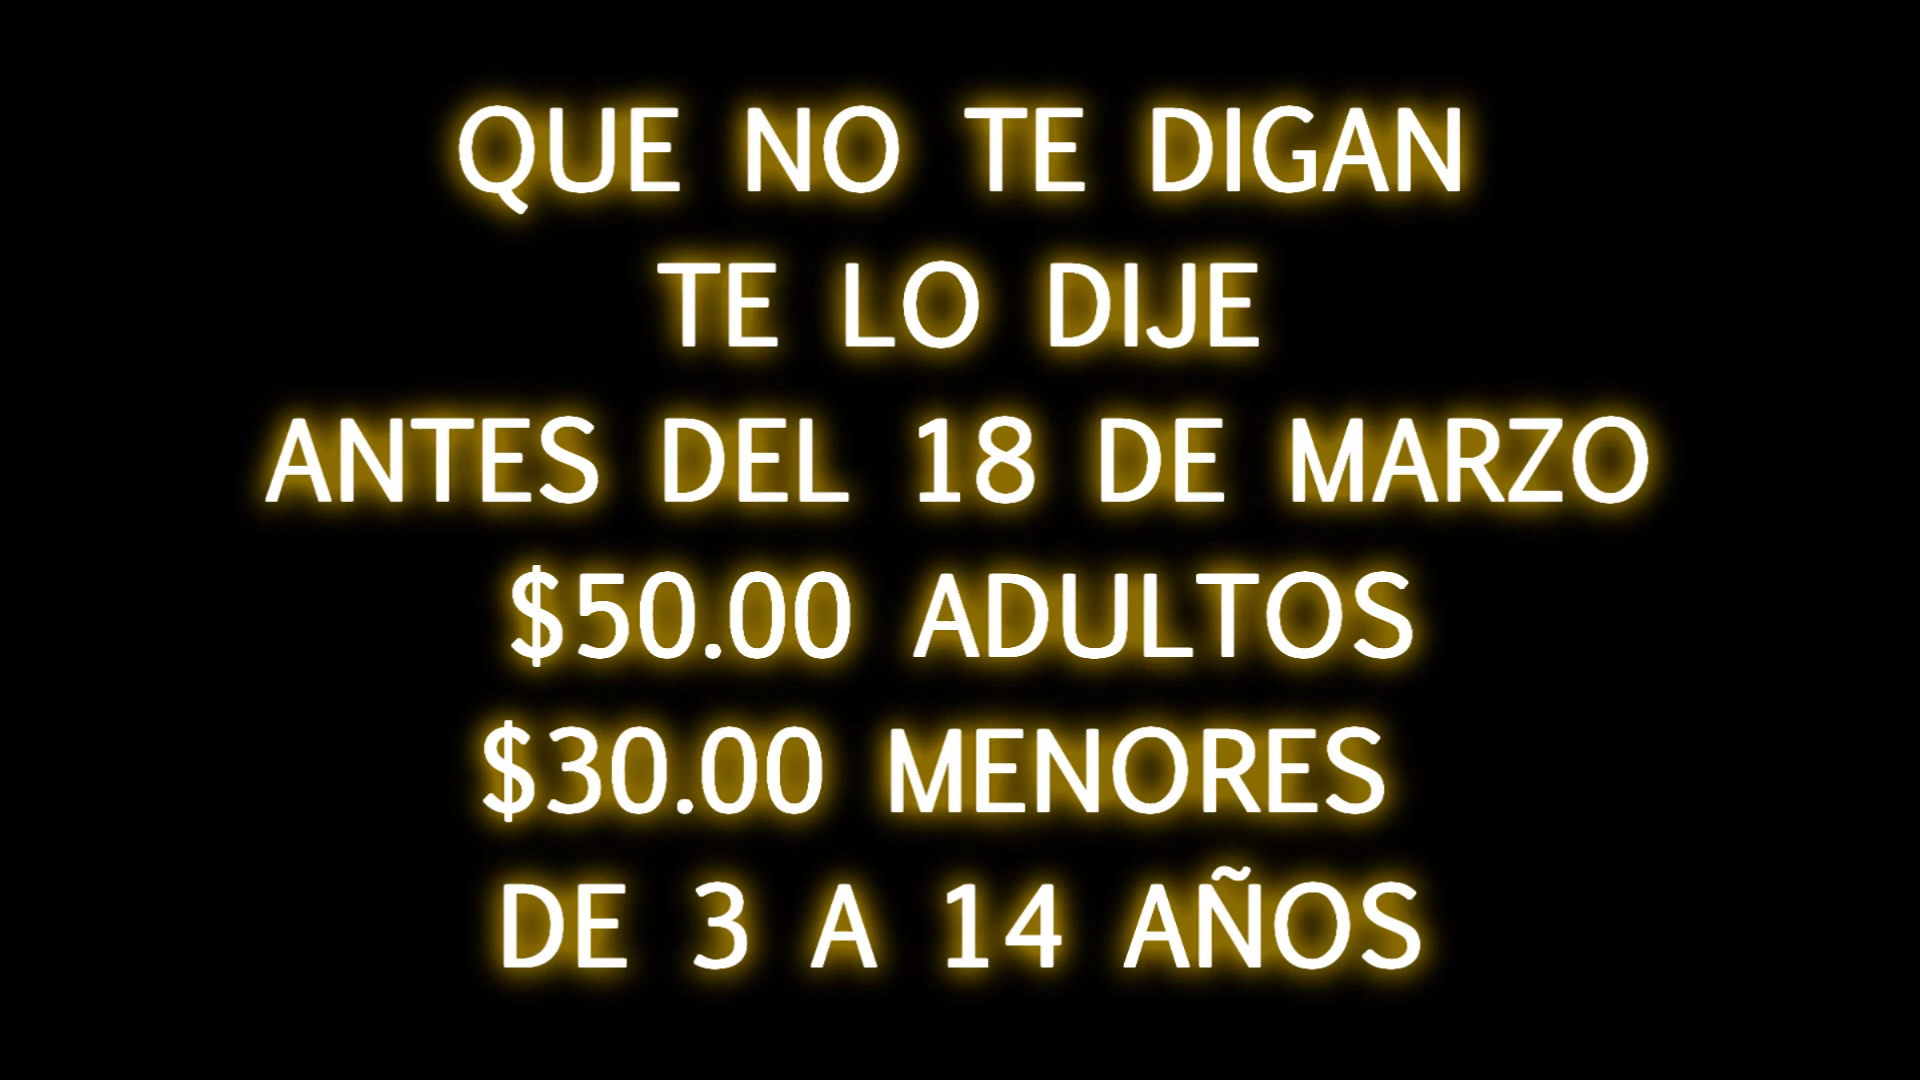 QUE NO TE DIGAN
TE LO DIJE
ANTES DEL 18 DE MARZO
$50.00 ADULTOS
$30.00 MENORES
DE 3 A 14 AÑOS